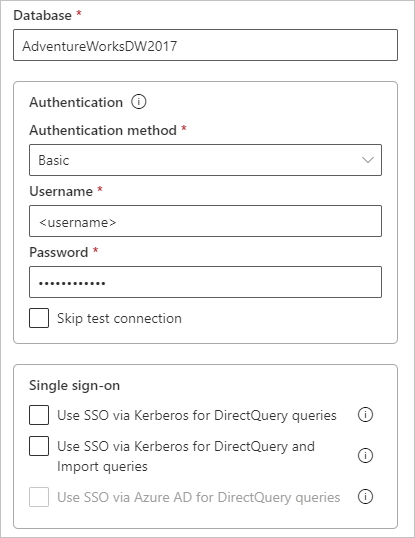 Database *
AdventureWorksDW2017
Authentication
Authentication method *
Basic
Username *
<username>
Password *
••••••••••••
Skip test connection
Single sign-on
Use SSO via Kerberos for DirectQuery queries
Use SSO via Kerberos for DirectQuery and
Import queries
Use SSO via Azure AD for DirectQuery queries